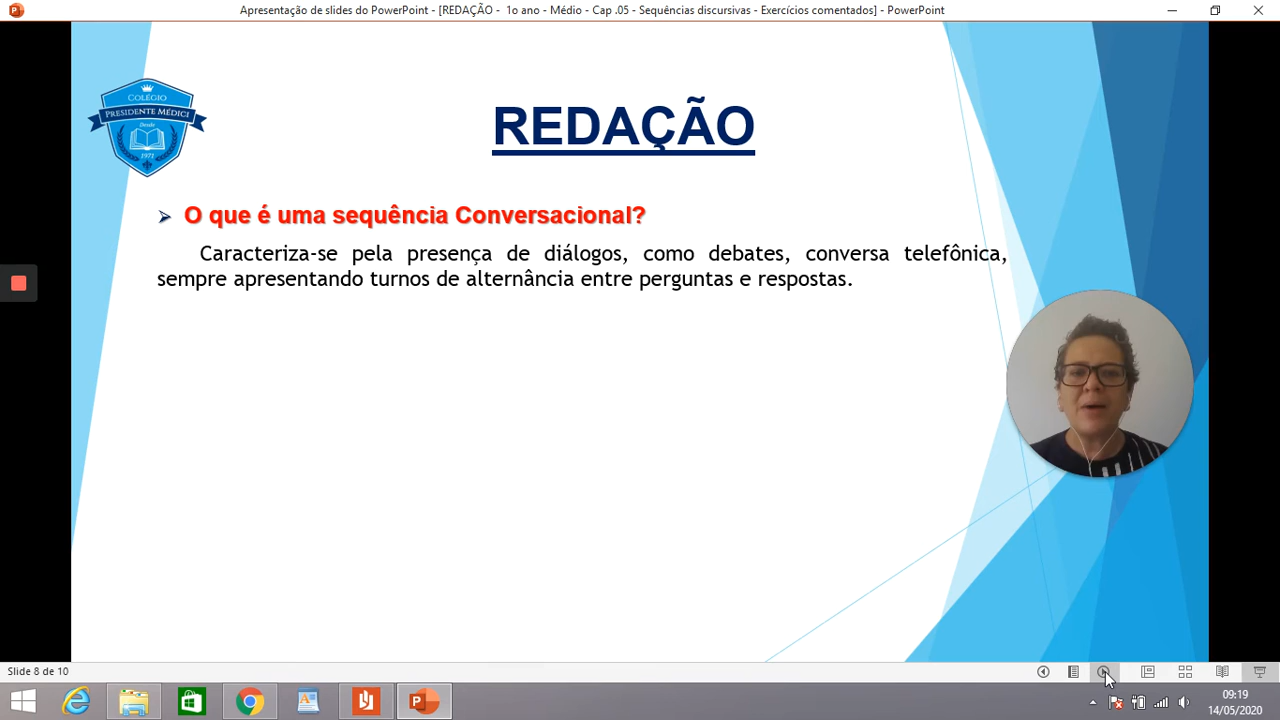 Apresentação de slides do PowerPoint - [REDAÇÃO - 1o ano - Médio - Cap .05 - Sequências discursivas - Exercícios comentados] - PowerPoint
COLÉGIO
PRESIDENTE MÉDICI
Desde
1971
REDAÇÃO
O que é uma sequência Conversacional?
Caracteriza-se pela presença de diálogos, como debates, conversa telefônica,
sempre apresentando turnos de alternância entre perguntas e respostas.
Slide 8 de 10
09:19
14/05/2020